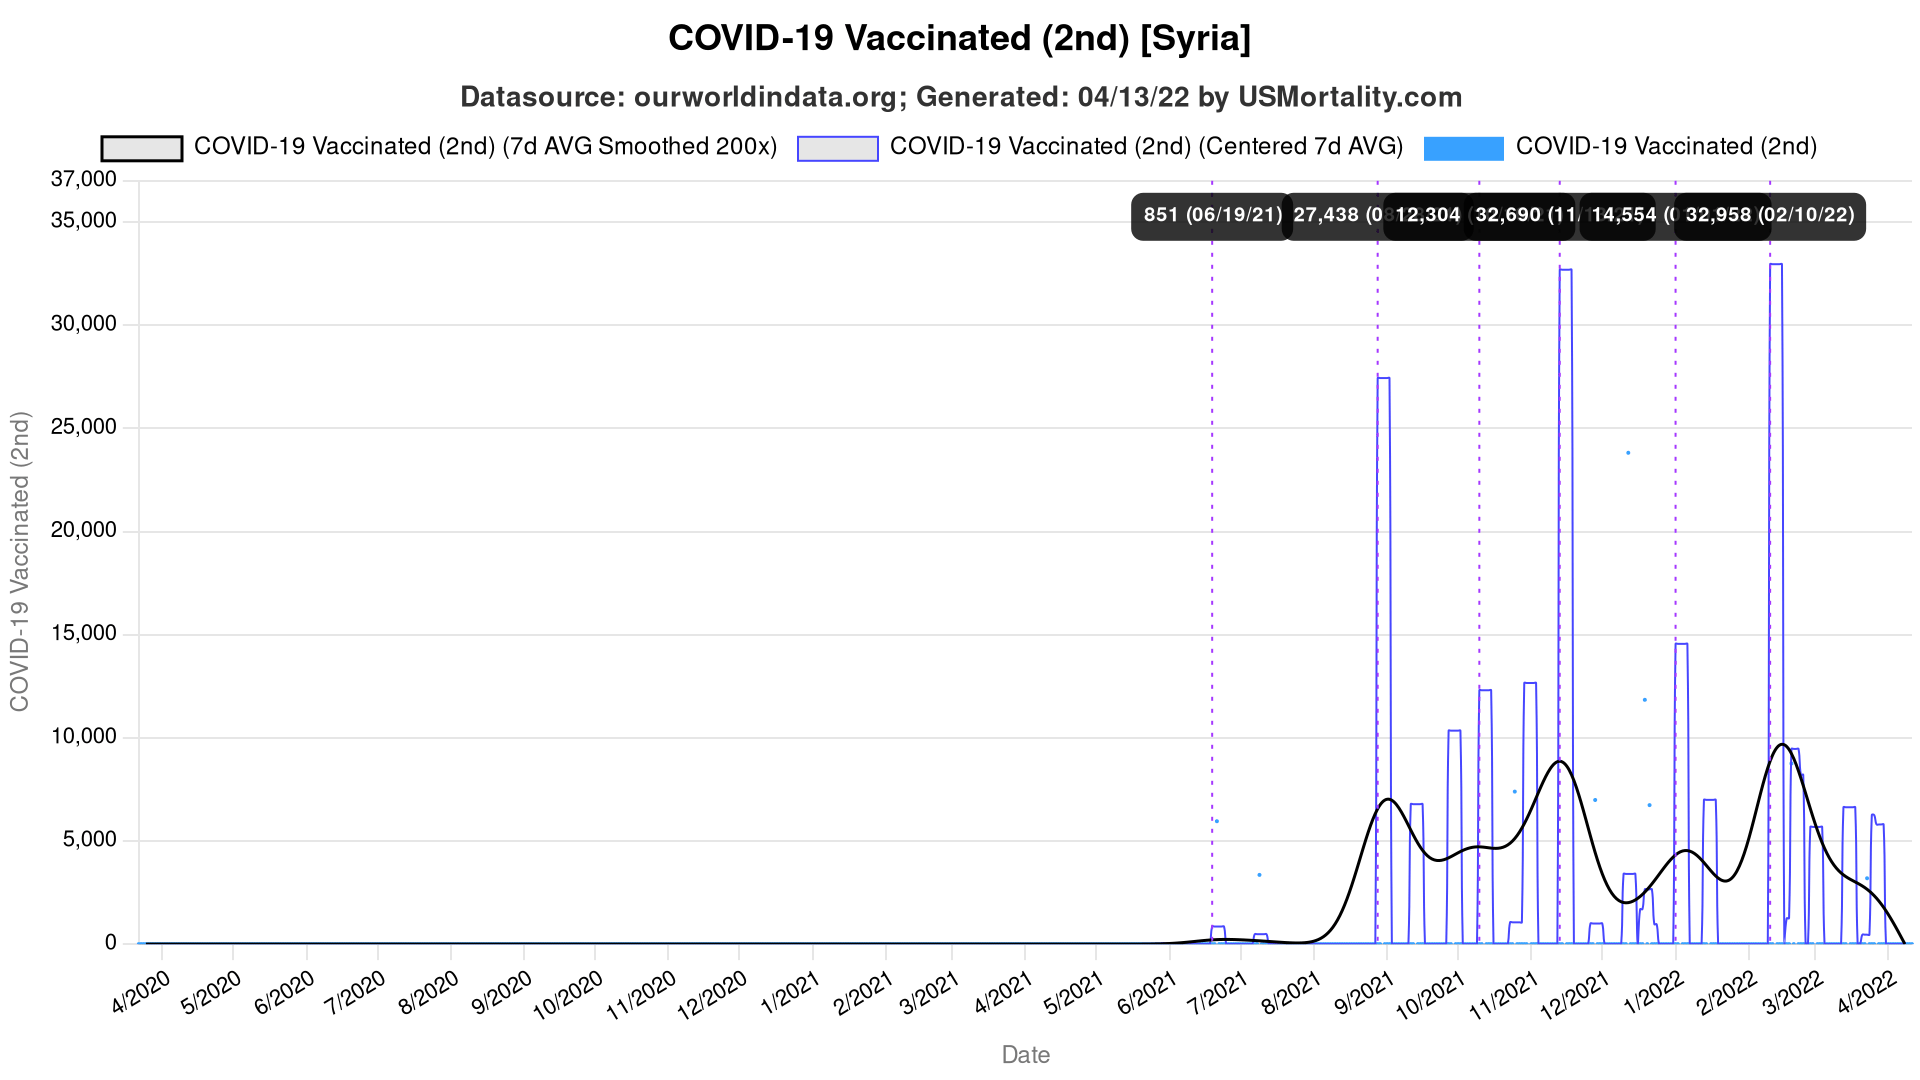 COVID-19 Vaccinated (2nd) [Syria]
Datasource: ourworldindata.org; Generated: 04/13/22 by USMortality.com
COVID-19 Vaccinated (2nd) (7d AVG Smoothed 200x) COVID-19 Vaccinated (2nd) (Centered 7d AVG) COVID-19 Vaccinated (2nd)
37,000
35,000
30,000
25,000
20,000
15,000
10,000
5,000
0
851 (06/19/21) 27,438 12,304 32,690 (11/ 14,554 32,958 (02/10/22)
COVID-19 Vaccinated (2nd)
4/2020 5/2020 6/2020 7/2020 8/2020 9/2020 10/2020 11/2020 12/2020 1/2021 2/2021 3/2021 4/2021 5/2021 6/2021 7/2021 8/2021 9/2021 10/2021 11/2021 12/2021 1/2022 2/2022 3/2022 4/2022
Date